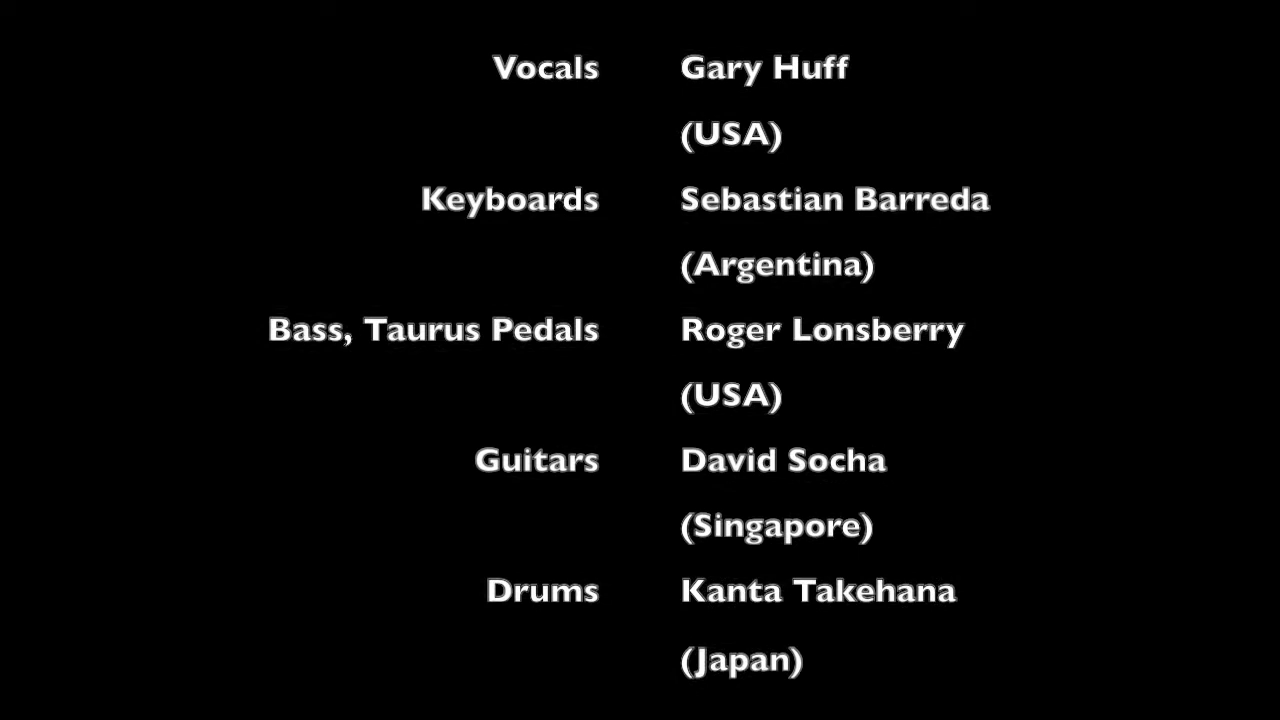 Vocals Gary Huff
(USA)
Keyboards Sebastian Barreda
(Argentina)
Bass, Taurus Pedals Roger Lonsberry
(USA)
Guitars David Socha
(Singapore)
Drums Kanta Takehana
(Japan)